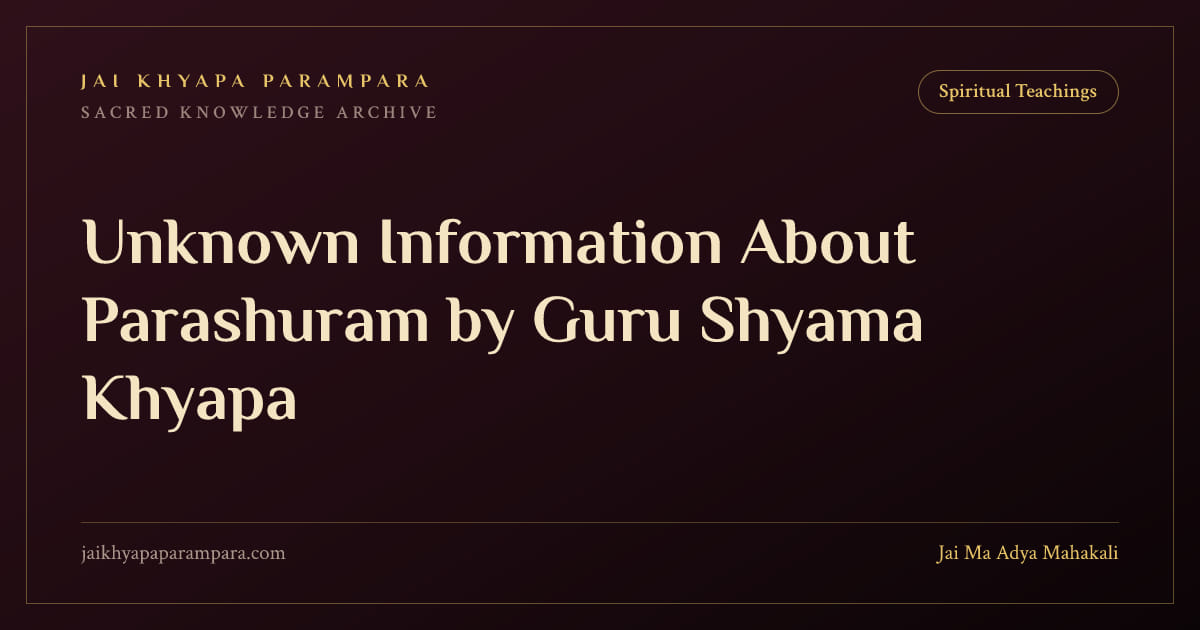 JAI KHYAPA PARAMPARA
SACRED KNOWLEDGE ARCHIVE
Spiritual Teachings
Unknown Information About
Parashuram by Guru Shyama
Khyapa
jaikhyapaparampara.com
Jai Ma Adya Mahakali